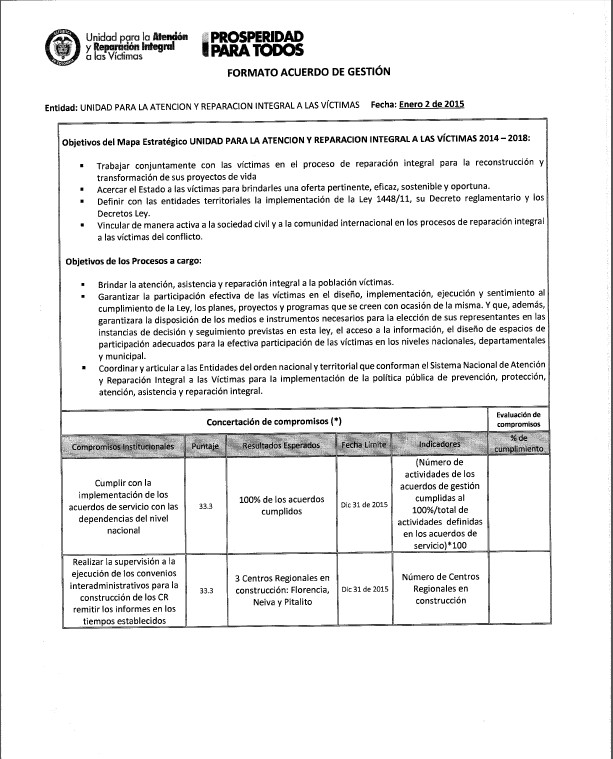 Unidad para la Atención
y Reparación Integral
a las Víctimas
PROSPERIDAD
PARA TODOS
FORMATO ACUERDO DE GESTIÓN
Entidad: UNIDAD PARA LA ATENCION Y REPARACION INTEGRAL A LAS VÍCTIMAS Fecha: Enero 2 de 2015
Objetivos del Mapa Estratégico UNIDAD PARA LA ATENCION Y REPARACION INTEGRAL A LAS VÍCTIMAS 2014 – 2018:
▪ Trabajar conjuntamente con las víctimas en el proceso de reparación integral para la reconstrucción y
transformación de sus proyectos de vida
▪ Acercar el Estado a las víctimas para brindarles una oferta pertinente, eficaz, sostenible y oportuna.
▪ Definir con las entidades territoriales la implementación de la Ley 1448/11, su Decreto reglamentario y los
Decretos Ley.
▪ Vincular de manera activa a la sociedad civil y a la comunidad internacional en los procesos de reparación integral
a las víctimas del conflicto.
Objetivos de los Procesos a cargo:
▪ Brindar la atención, asistencia y reparación integral a la población víctimas.
▪ Garantizar la participación efectiva de las víctimas en el diseño, implementación, ejecución y sentimiento al
cumplimiento de la Ley, los planes, proyectos y programas que se creen con ocasión de la misma. Y que, además,
garantizara la disposición de los medios e instrumentos necesarios para la elección de sus representantes en las
instancias de decisión y seguimiento previstas en esta ley, el acceso a la información, el diseño de espacios de
participación adecuados para la efectiva participación de las víctimas en los niveles nacionales, departamentales
y municipal.
▪ Coordinar y articular a las Entidades del orden nacional y territorial que conforman el Sistema Nacional de Atención
y Reparación Integral a las Víctimas para la implementación de la política pública de prevención, protección,
atención, asistencia y reparación integral.
Concertación de compromisos (*)
Evaluación de
compromisos
Compromisos Institucionales
Puntaje
Resultados Esperados
Fecha Límite
Indicadores
% de
cumplimiento
Cumplir con la
implementación de los
acuerdos de servicio con las
dependencias del nivel
nacional
33.3
100% de los acuerdos
cumplidos
Dic 31 de 2015
(Número de
actividades de los
acuerdos de gestión
cumplidas al
100%/total de
actividades definidas
en los acuerdos de
servicio)*100
Realizar la supervisión a la
ejecución de los convenios
interadministrativos para la
construcción de los CR
remitir los informes en los
tiempos establecidos
33.3
3 Centros Regionales en
construcción: Florencia,
Neiva y Pitalito
Dic 31 de 2015
Número de Centros
Regionales en
construcción